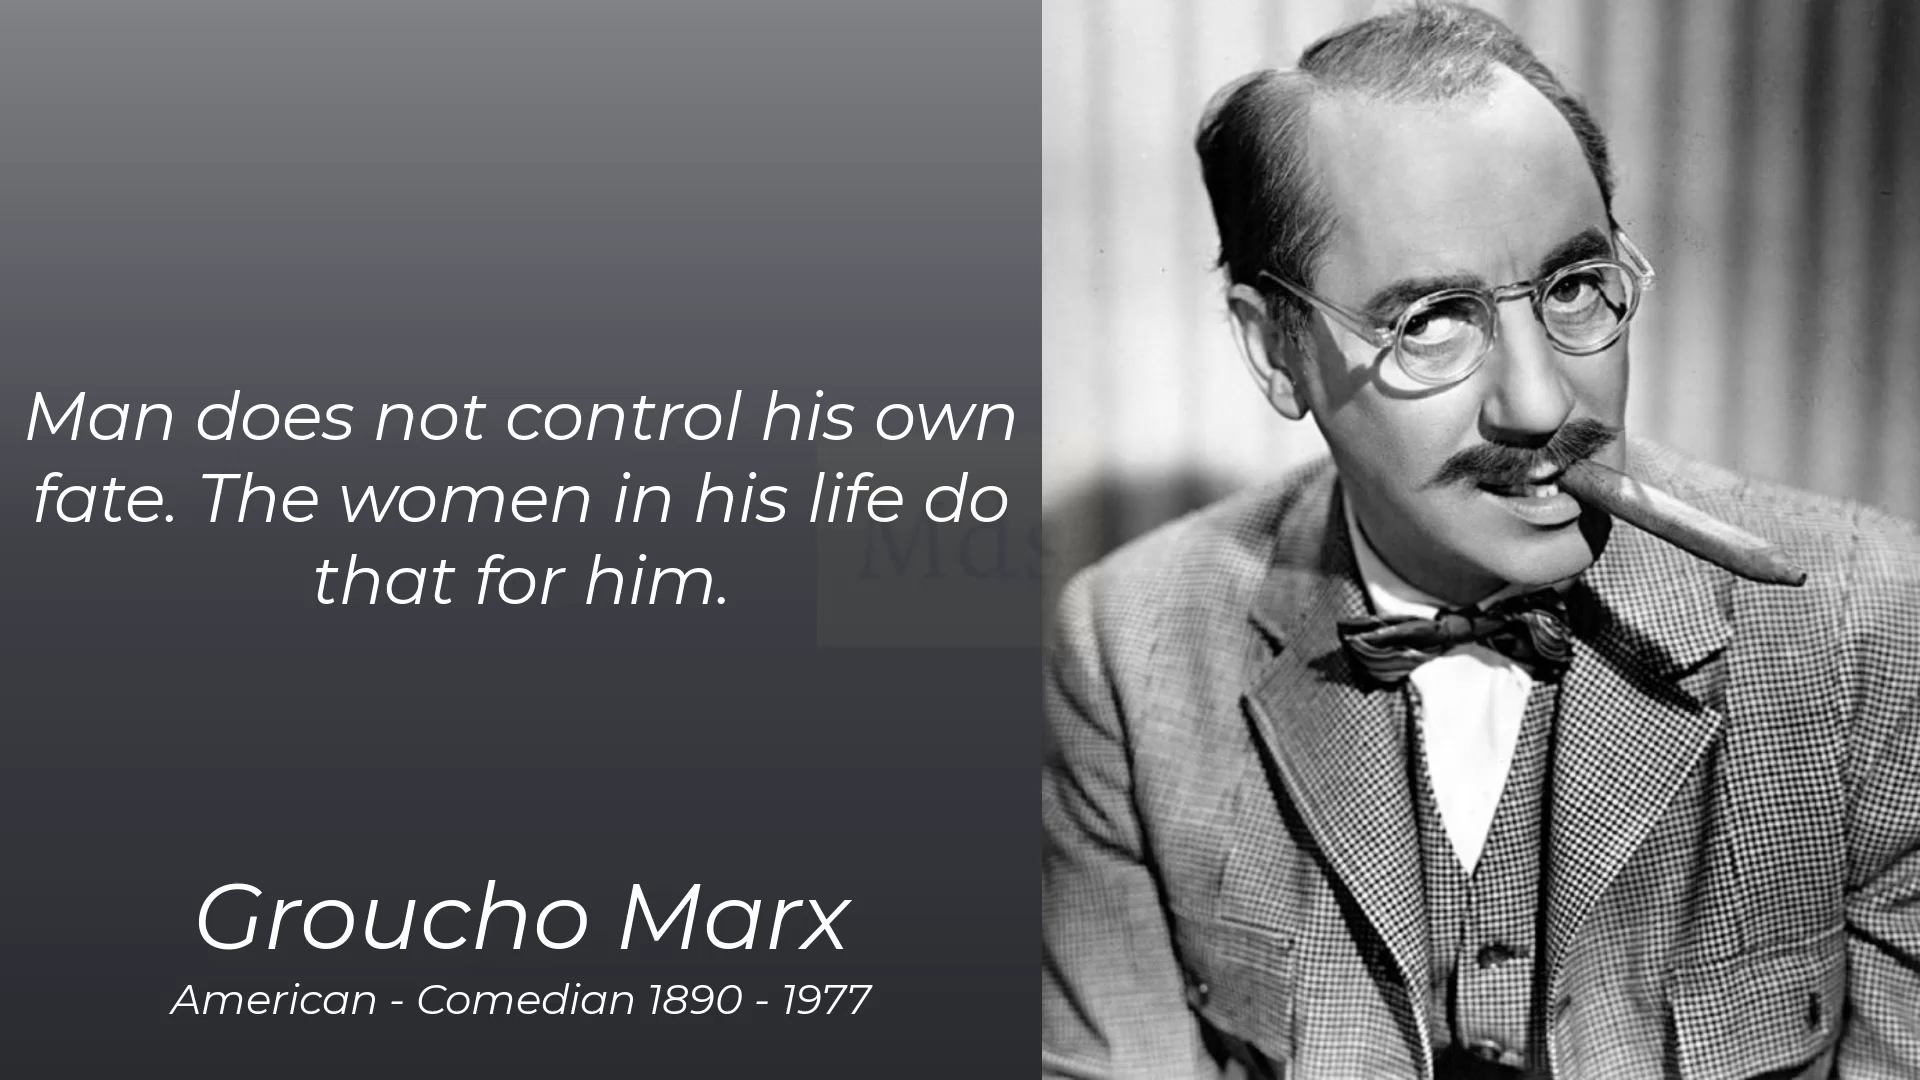 Man does not control his own
fate. The women in his life do
that for him.
Groucho Marx
American - Comedian 1890 - 1977